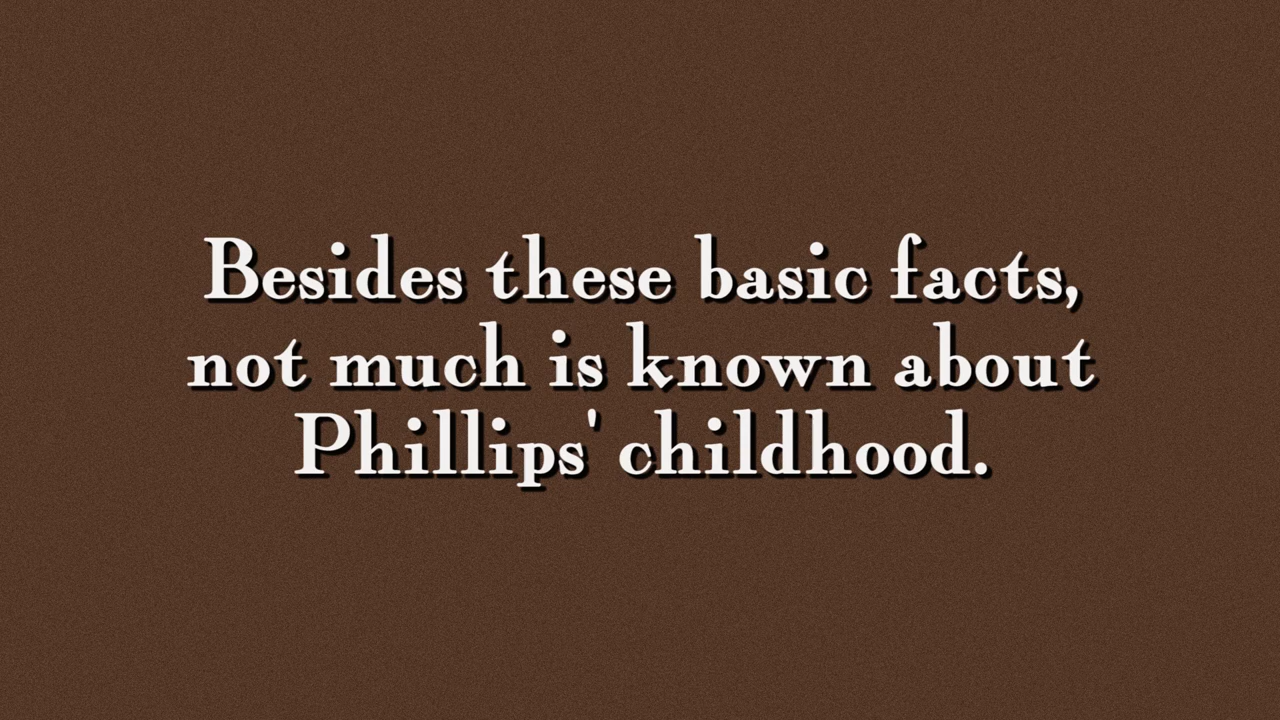 Besides these basic facts,
not much is known about
Phillips' childhood.